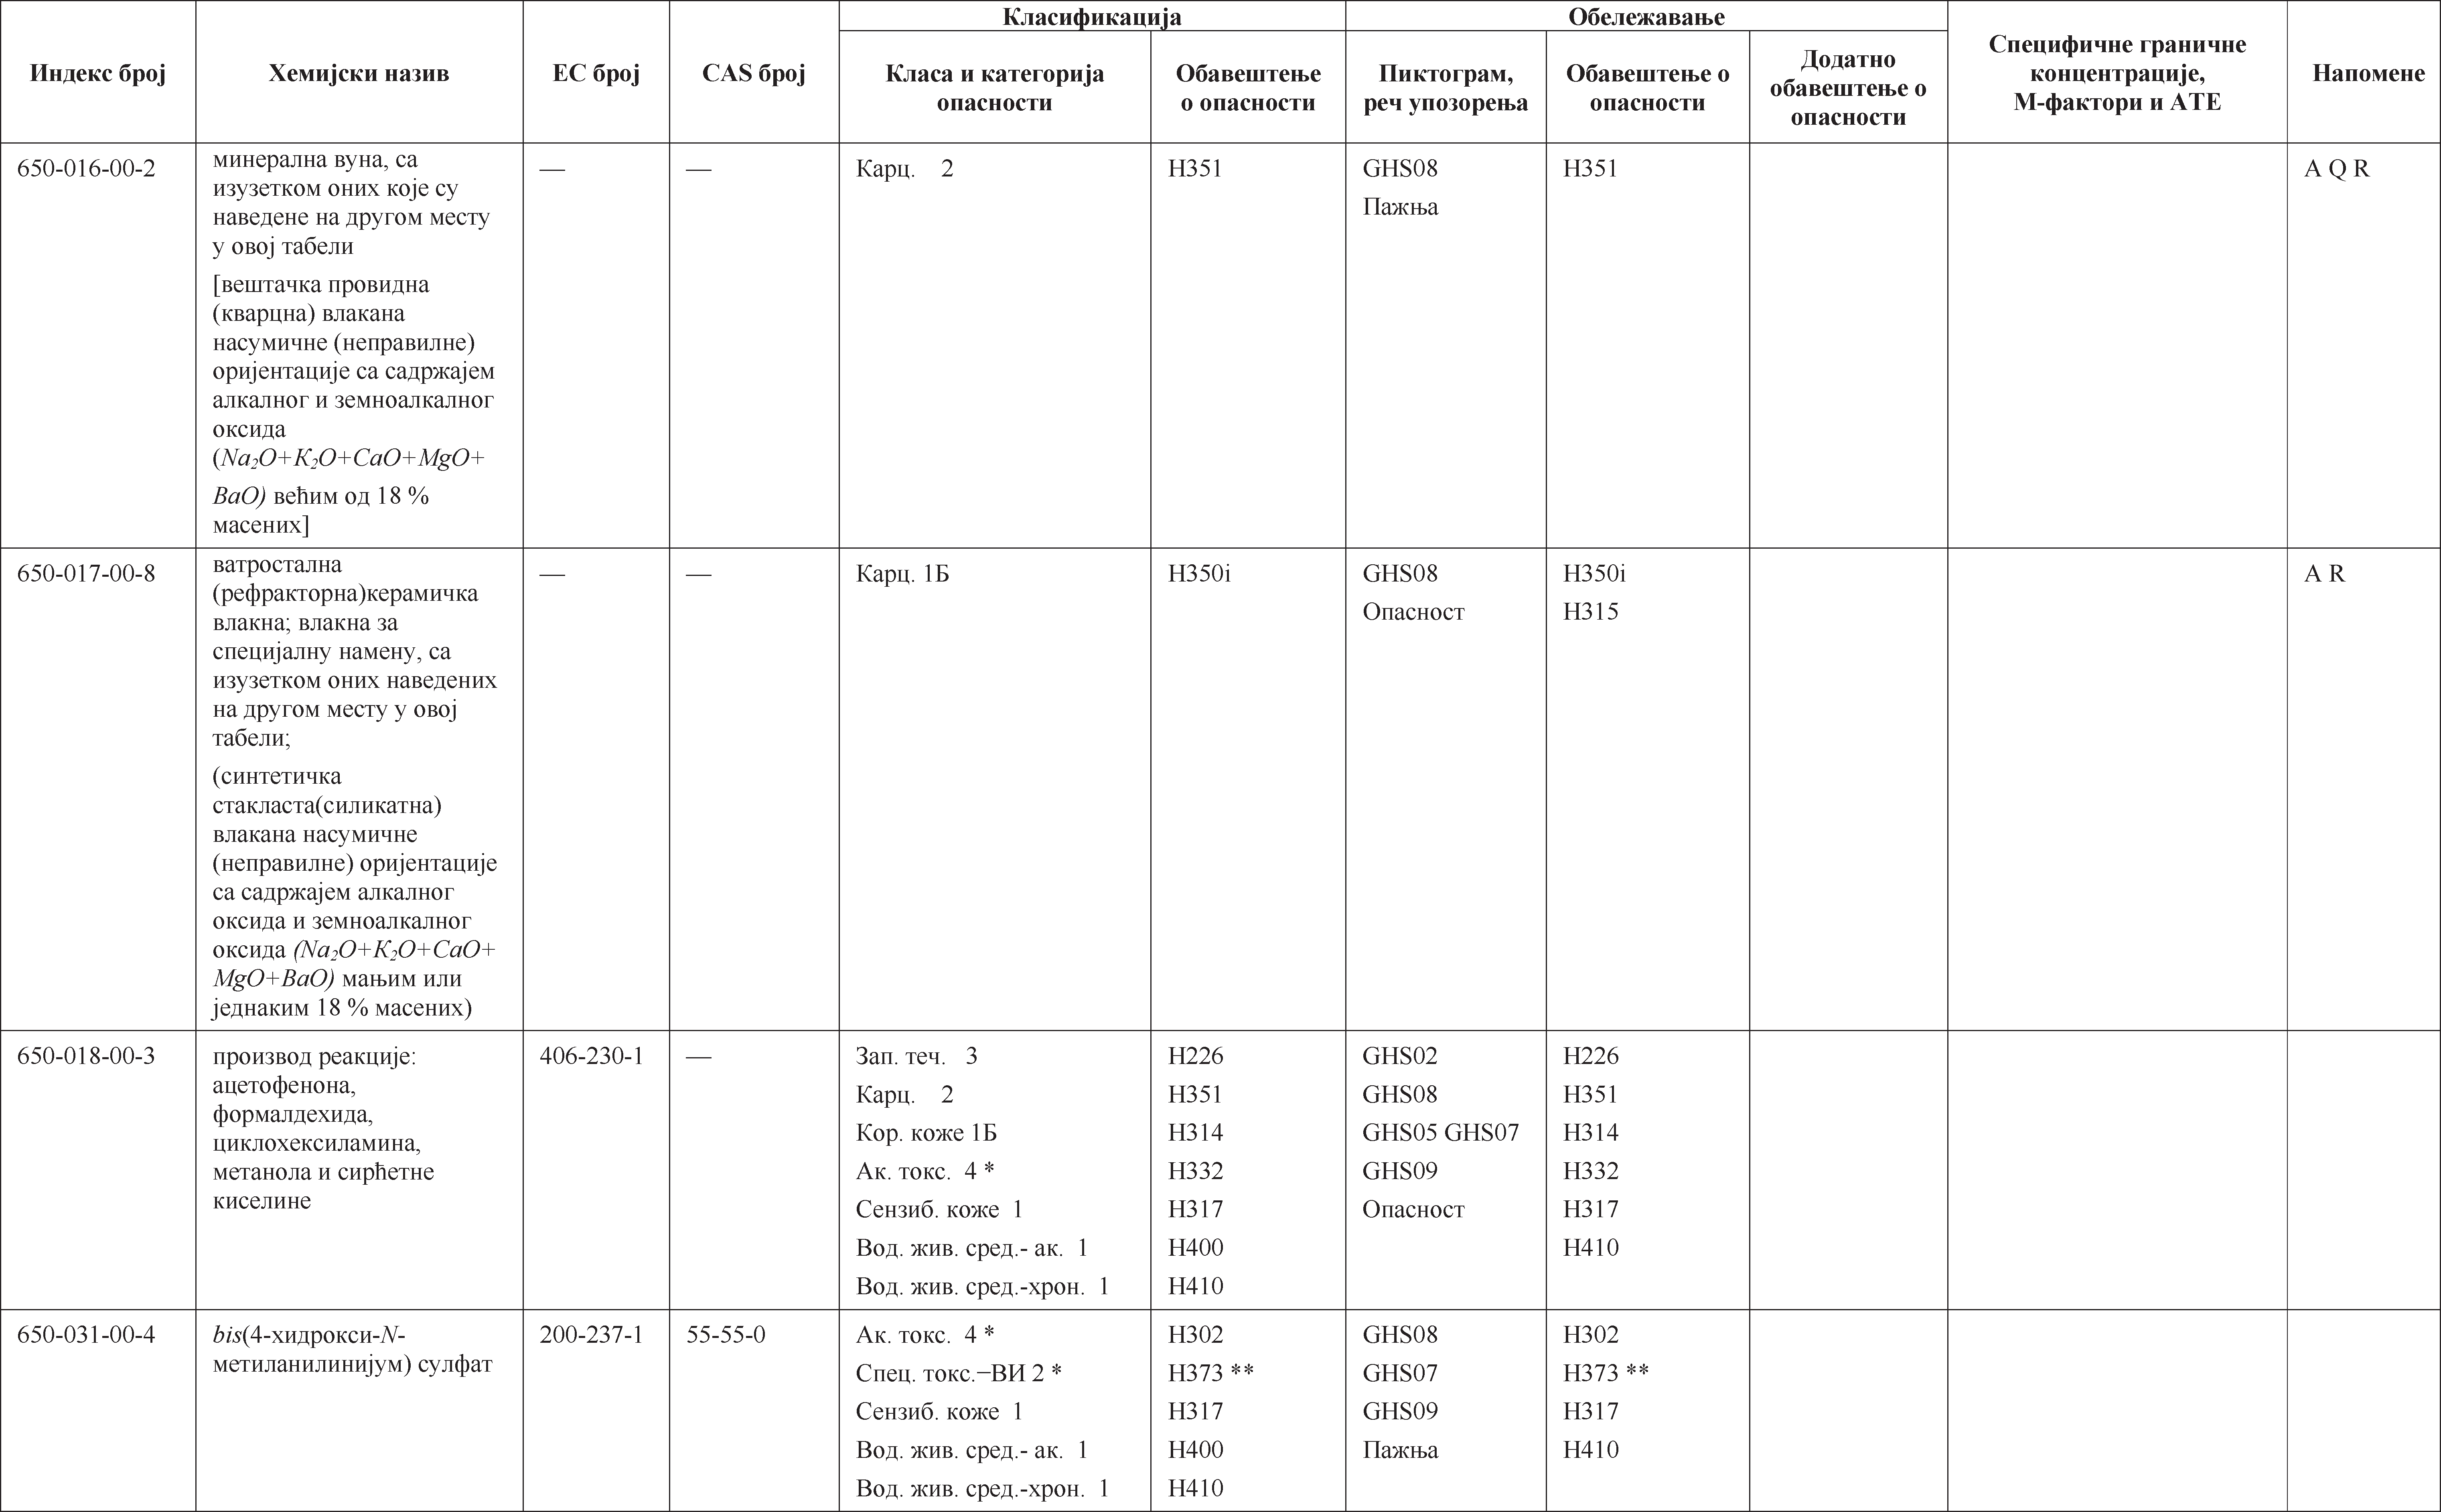 Класификација
Обележавање
Индекс број
Хемијски назив
ЕС број
CAS број
Класа и категорија
опасности
Обавештење
о опасности
Пиктограм,
реч упозорења
Обавештење о
опасности
Додатно
обавештење о
опасности
Специфичне граничне
концентрације,
М-фактори и АТЕ
Напомене
650-016-00-2
минерална вуна, са
изузетком оних које су
наведене на другом месту
у овој табели
[вештачка провидна
(кварцна) влакана
насумичне (неправилне)
оријентације са садржајем
алкалног и земноалкалног
оксида
(Na₂O+К₂O+CaO+MgO+
BaO) већим од 18 %
масених]
—
—
Карц. 2
H351
GHS08
Пажња
H351
A Q R
650-017-00-8
ватростална
(рефракторна)керамичка
влакна; влакна за
специјалну намену, са
изузетком оних наведених
на другом месту у овој
табели;
(синтетичка
стакласта(силикатна)
влакана насумичне
(неправилне) оријентације
са садржајем алкалног
оксида и земноалкалног
оксида (Na₂O+К₂O+CaO+
MgO+BaO) мањим или
једнаким 18 % масених)
—
—
Карц. 1Б
H350i
GHS08
Опасност
H350i
H315
A R
650-018-00-3
производ реакције:
ацетофенона,
формалдехида,
циклохексиламина,
метанола и сирћетне
киселине
406-230-1
—
Зап. теч. 3
Карц. 2
Кор. коже 1Б
Ак. токс. 4 *
Сензиб. коже 1
Вод. жив. сред.- ак. 1
Вод. жив. сред.-хрон. 1
H226
H351
H314
H332
H317
H400
H410
GHS02
GHS08
GHS05 GHS07
GHS09
Опасност
H226
H351
H314
H332
H317
H410
650-031-00-4
bis(4-хидрокси-N-
метиланилинијум) сулфат
200-237-1
55-55-0
Ак. токс. 4 *
Спец. токс.−ВИ 2 *
Сензиб. коже 1
Вод. жив. сред.- ак. 1
Вод. жив. сред.-хрон. 1
H302
H373 **
H317
H400
H410
GHS08
GHS07
GHS09
Пажња
H302
H373 **
H317
H410